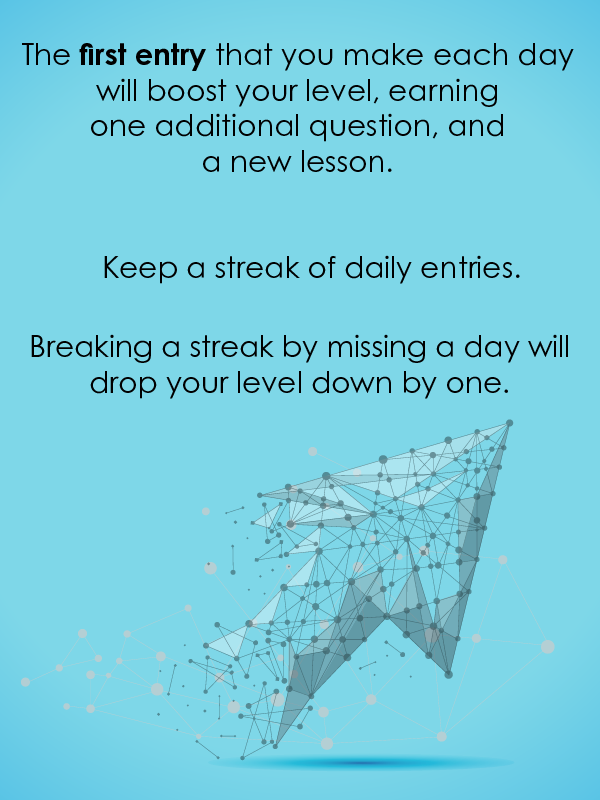 The first entry that you make each day
will boost your level, earning
one additional question, and
a new lesson.
Keep a streak of daily entries.
Breaking a streak by missing a day will
drop your level down by one.